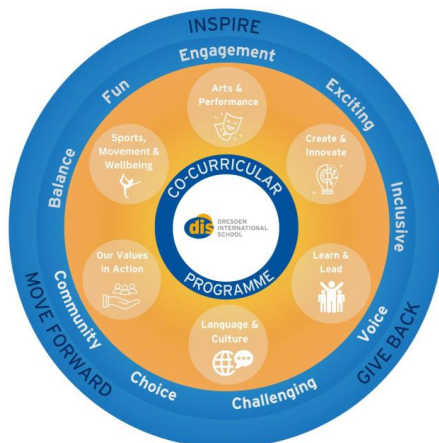 INSPIRE
Engagement
Exciting
Inclusive
Voice
Challenging
Choice
Community
Balance
Fun
GIVE BACK
MOVE FORWARD
Arts &
Performance
Create &
Innovate
Learn &
Lead
Language &
Culture
Our Values
in Action
Sports,
Movement &
Wellbeing
CO-CURRICULAR
PROGRAMME
dis
DRESDEN
INTERNATIONAL
SCHOOL